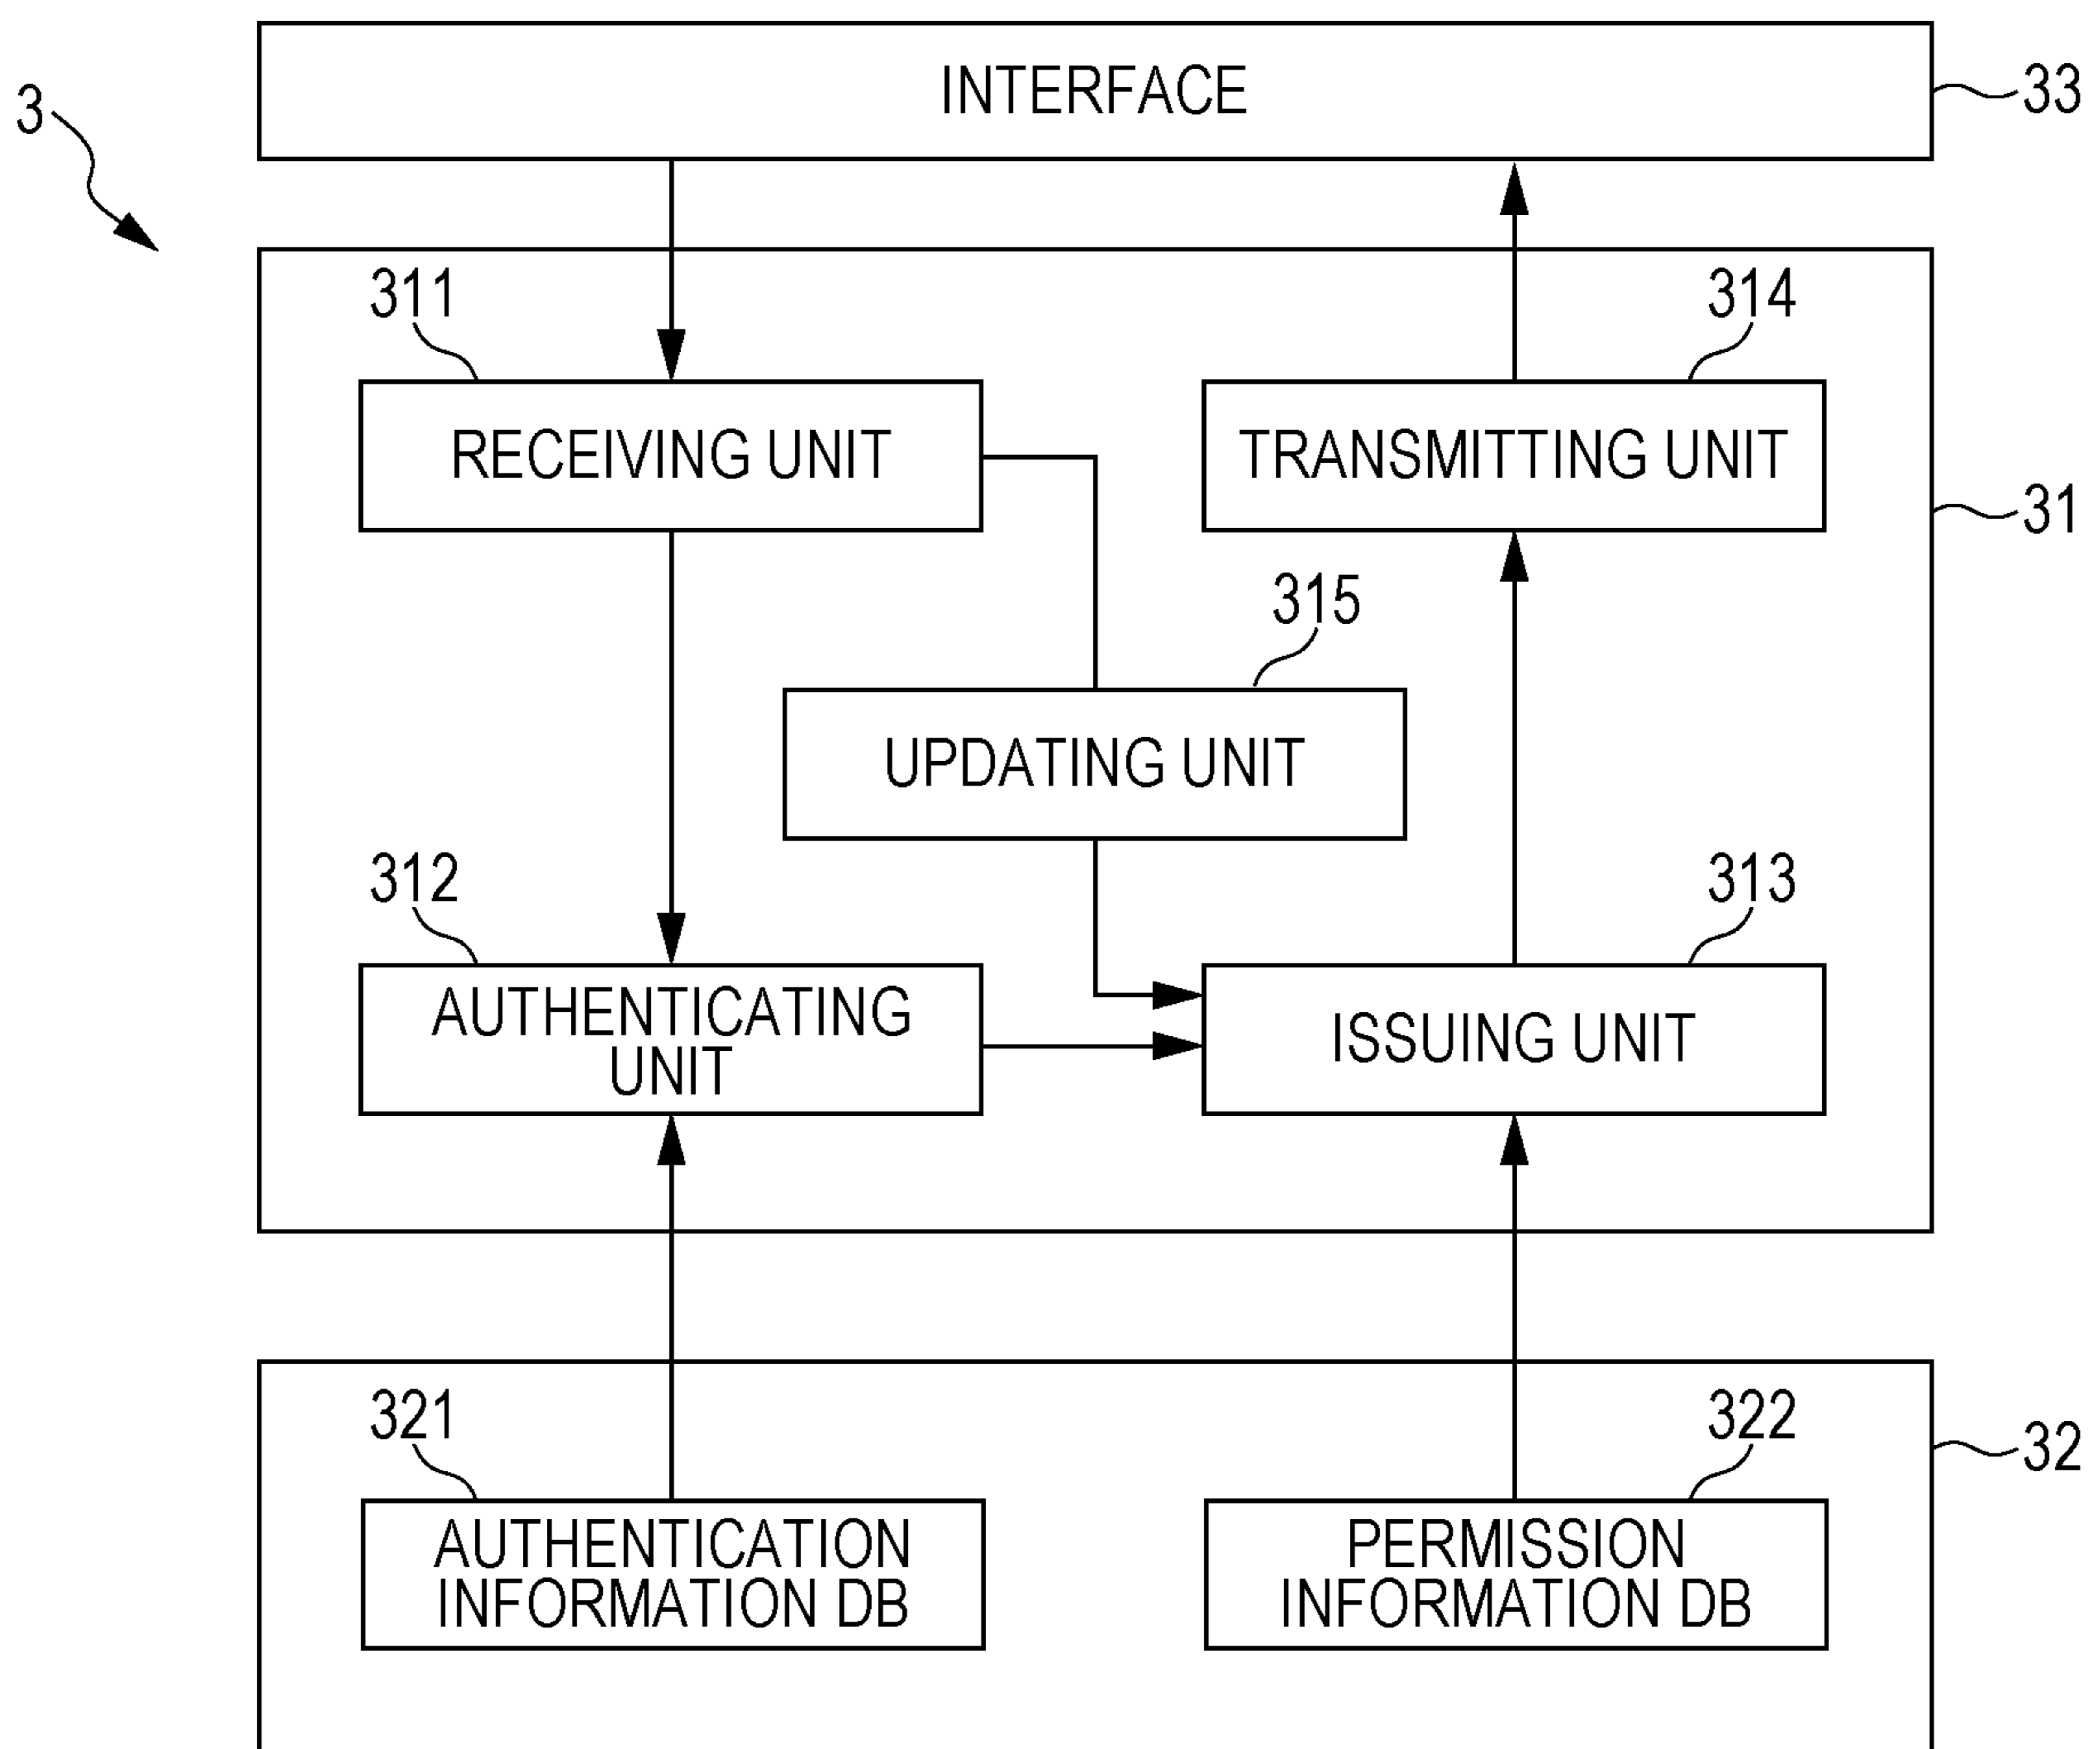 INTERFACE
33
3
311
314
RECEIVING UNIT
TRANSMITTING UNIT
31
315
UPDATING UNIT
312
313
AUTHENTICATING
UNIT
ISSUING UNIT
321
322
32
AUTHENTICATION
INFORMATION DB
PERMISSION
INFORMATION DB